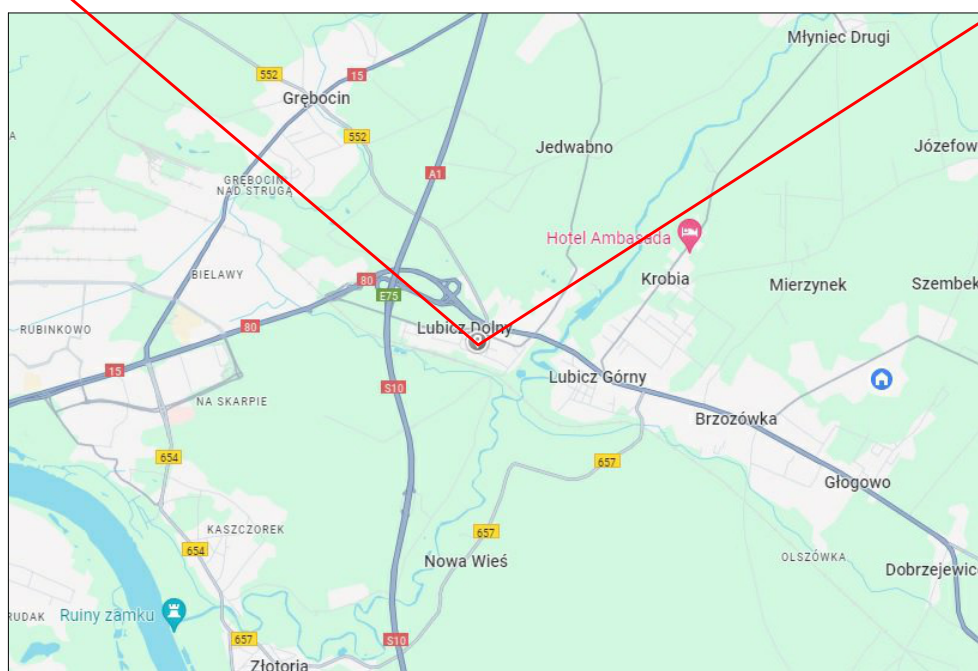 Młyniec Drugi
552
15
Grębocin
552
Jedwabno
Józefow
A1
GRĘBOCIN
NAD STRUGĄ
Hotel Ambasada
BIELAWY
80
Krobia
Mierzynek
Szembek
E75
RUBINKOWO
80
Lubicz Dolny
15
Lubicz Górny
S10
NA SKARPIE
Brzozówka
654
657
Głogowo
KASZCZOREK
657
654
Nowa Wieś
OLSZÓWKA
Dobrzejewice
Ruiny zamku
RUDAK
657
S10
Złotoria